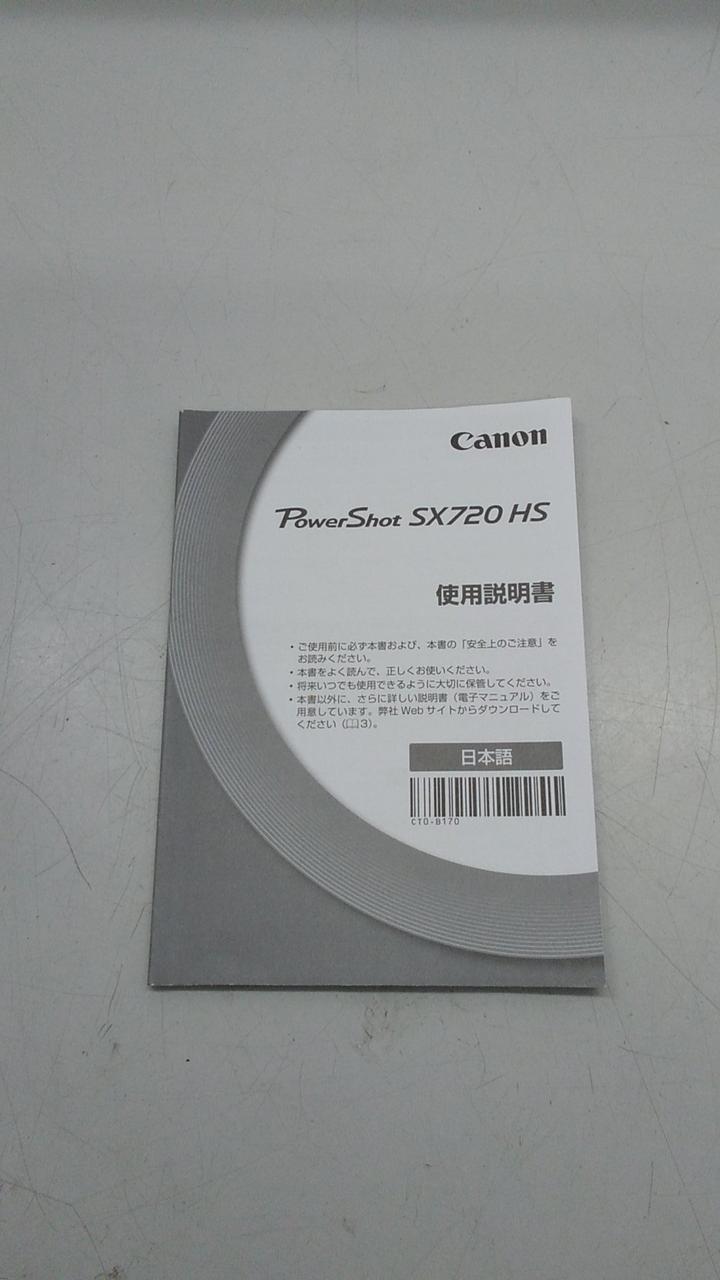 Canon
PowerShot SX720 HS
使用説明書
・ご使用前に必ず本書および、本書の「安全上のご注意」を
お読みください。
・本書をよく読んで、正しくお使いください。
・将来いつでも使用できるように大切に保管してください。
・本書以外に、さらに詳しい説明書（電子マニュアル）をご
用意しています。弊社 Web サイトからダウンロードして
ください（📖3）。
日本語
CT0-B170